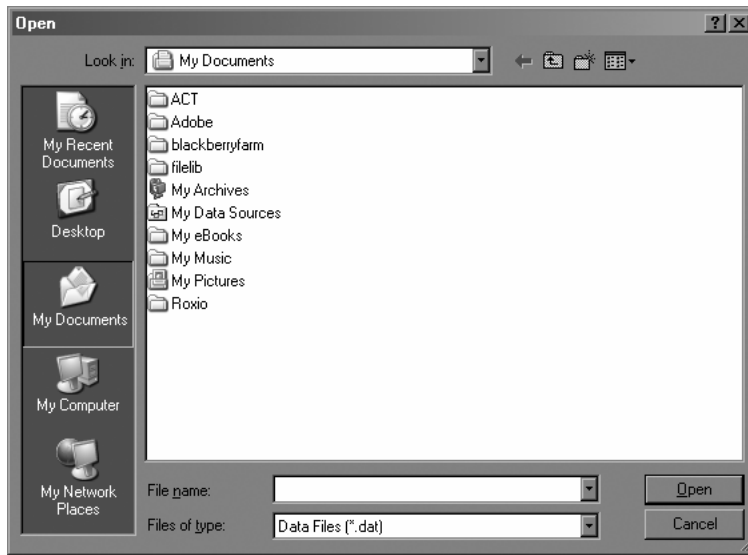 Open
Look in: My Documents
My Recent
Documents
Desktop
My Documents
My Computer
My Network
Places
ACT
Adobe
blackberryfarm
filelib
My Archives
My Data Sources
My eBooks
My Music
My Pictures
Roxio
File name:
Open
Files of type: Data Files (*.dat)
Cancel